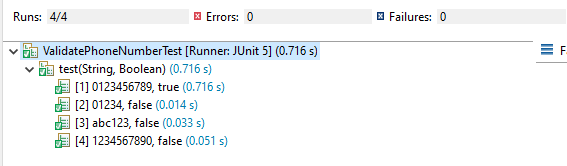 Runs: 4/4 Errors: 0 Failures: 0
ValidatePhoneNumberTest [Runner: JUnit 5] (0.716 s)
test(String, Boolean) (0.716 s)
[1] 0123456789, true (0.716 s)
[2] 01234, false (0.014 s)
[3] abc123, false (0.033 s)
[4] 1234567890, false (0.051 s)